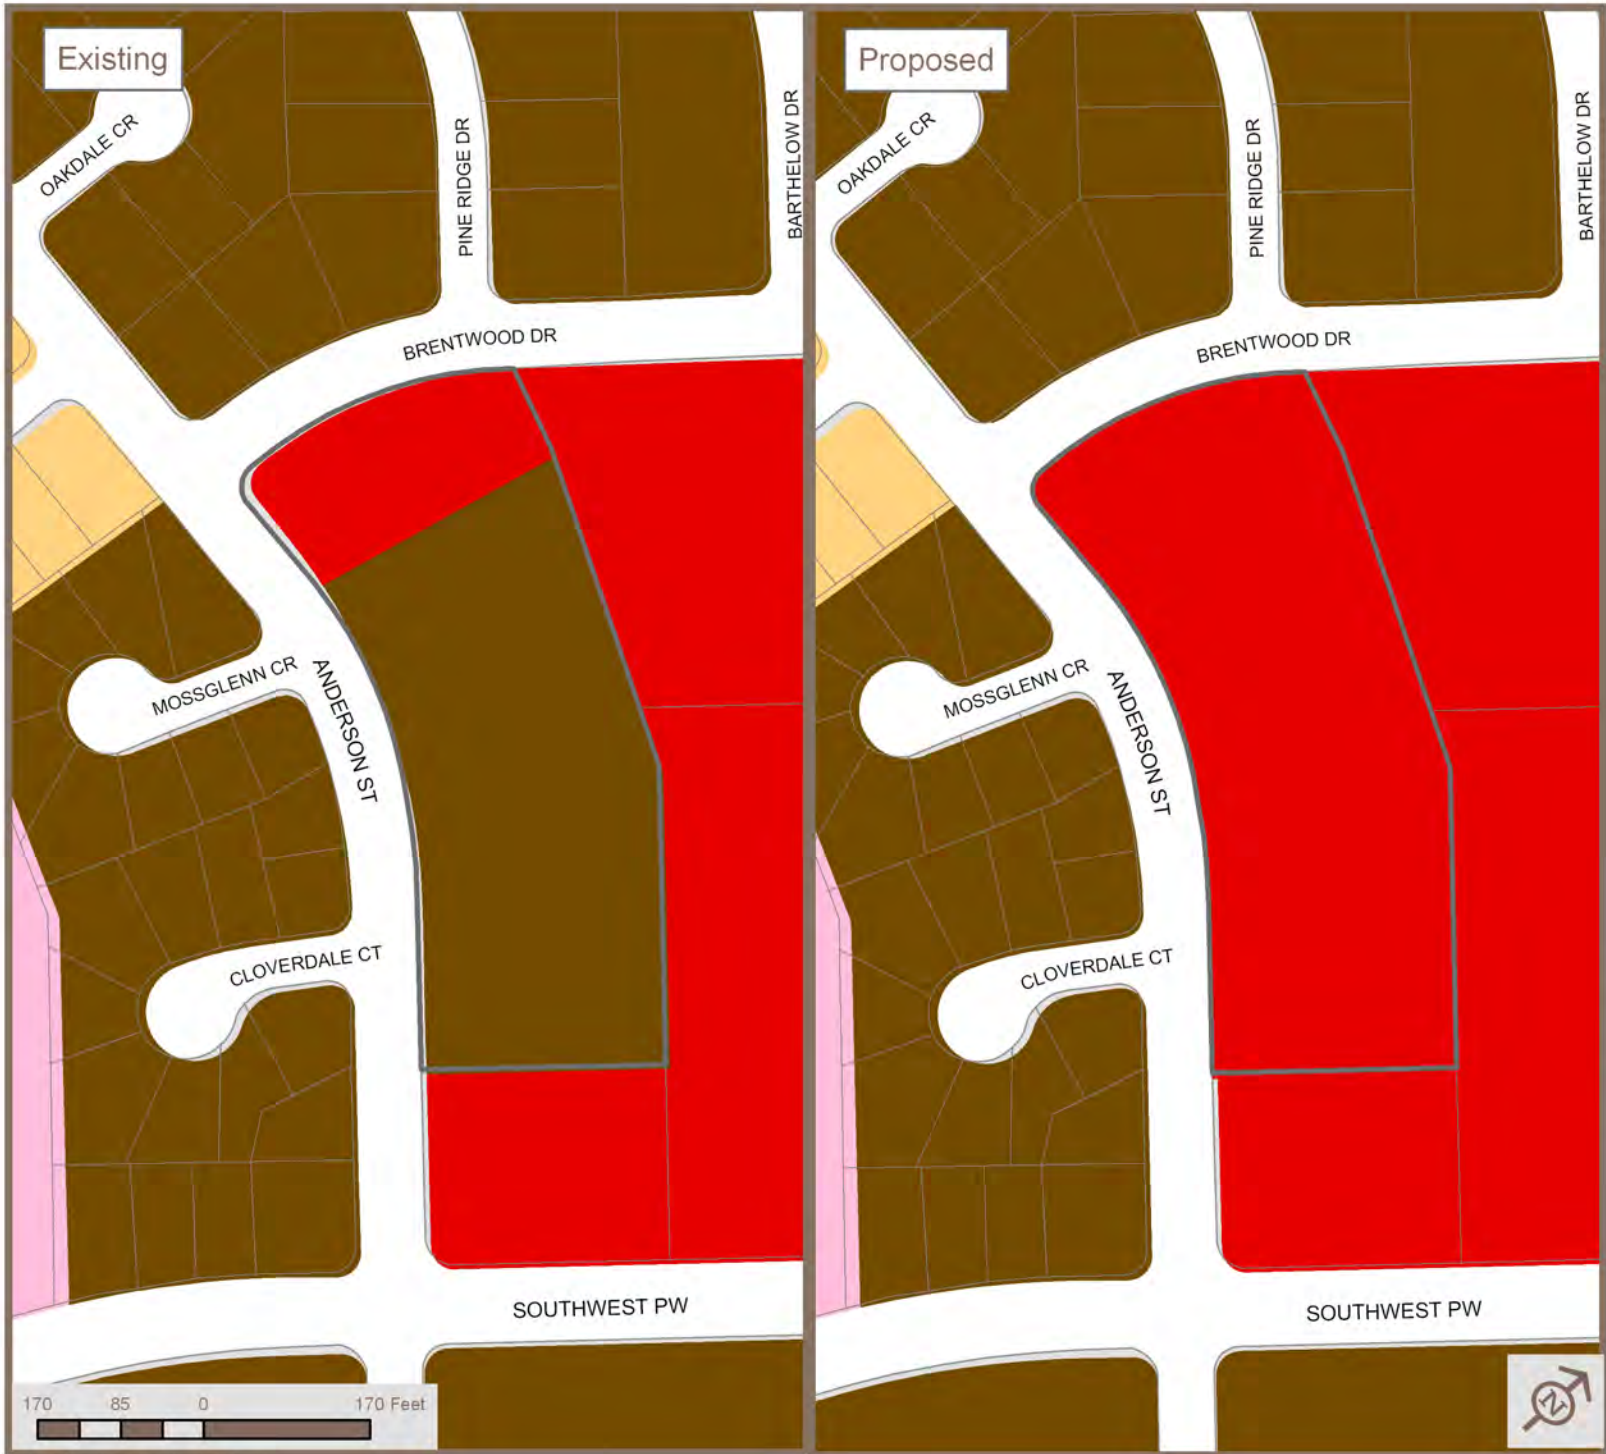 Existing
OAKDALE CR
PINE RIDGE DR
BARTHELOW DR
BRENTWOOD DR
MOSSGLENN CR
ANDERSON ST
CLOVERDALE CT
SOUTHWEST PW
170 85 0 170 Feet
Proposed
OAKDALE CR
PINE RIDGE DR
BARTHELOW DR
BRENTWOOD DR
MOSSGLENN CR
ANDERSON ST
CLOVERDALE CT
SOUTHWEST PW
N